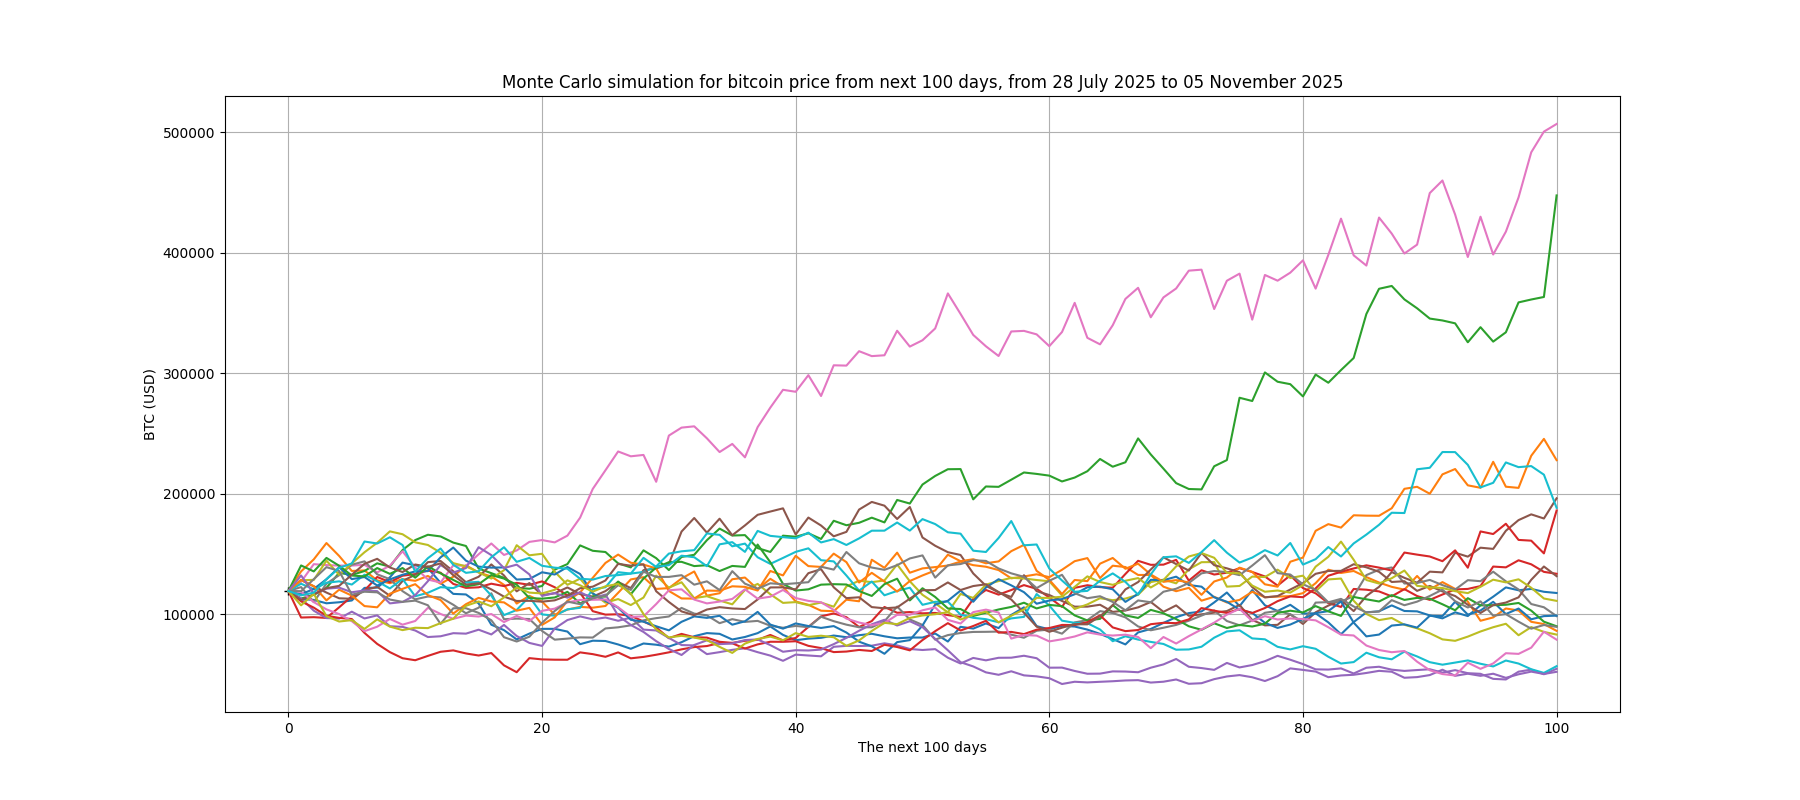 Monte Carlo simulation for bitcoin price from next 100 days, from 28 July 2025 to 05 November 2025
500000
400000
300000
200000
100000
BTC (USD)
0 20 40 60 80 100
The next 100 days